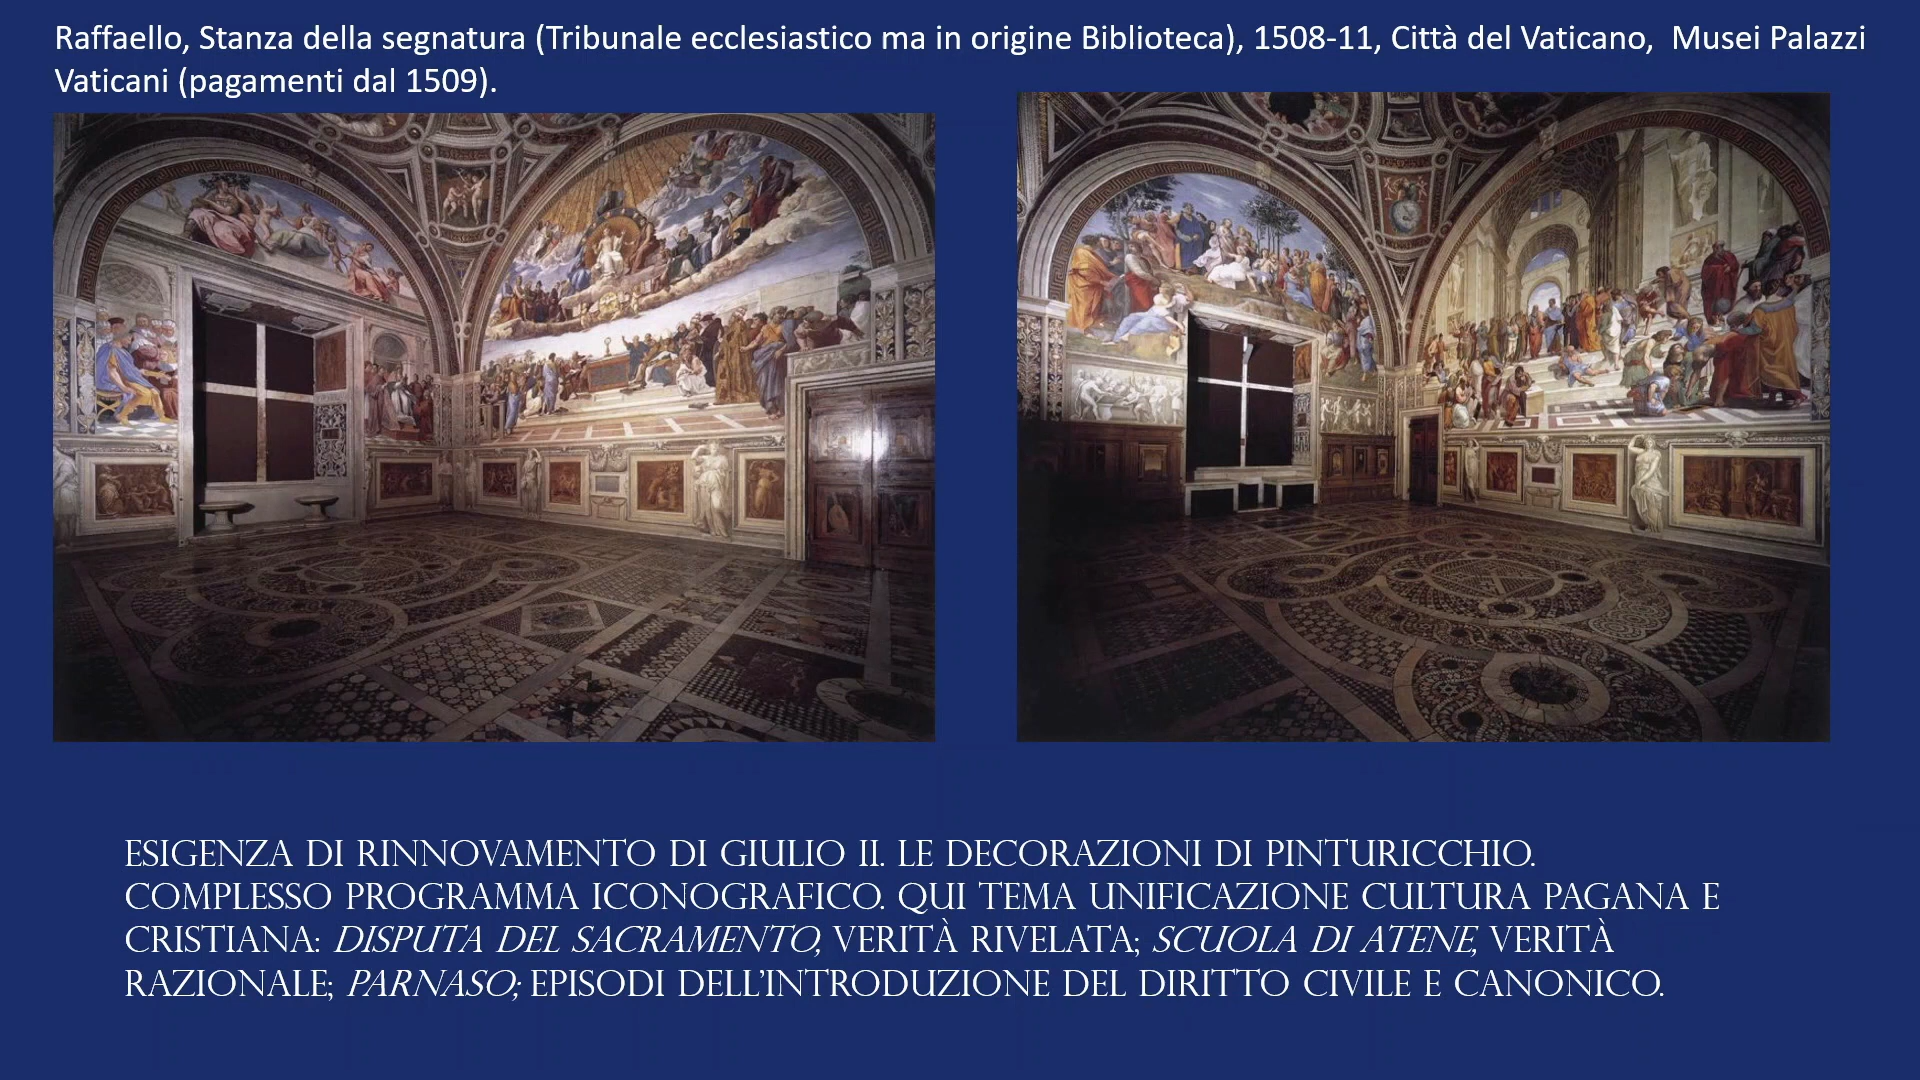 Raffaello, Stanza della segnatura (Tribunale ecclesiastico ma in origine Biblioteca), 1508-11, Città del Vaticano,  Musei Palazzi
Vaticani (pagamenti dal 1509).
ESIGENZA DI RINNOVAMENTO DI GIULIO II. LE DECORAZIONI DI PINTURICCHIO.
COMPLESSO PROGRAMMA ICONOGRAFICO. QUI TEMA UNIFICAZIONE CULTURA PAGANA E
CRISTIANA: DISPUTA DEL SACRAMENTO, VERITÀ RIVELATA; SCUOLA DI ATENE, VERITÀ
RAZIONALE; PARNASO; EPISODI DELL'INTRODUZIONE DEL DIRITTO CIVILE E CANONICO.